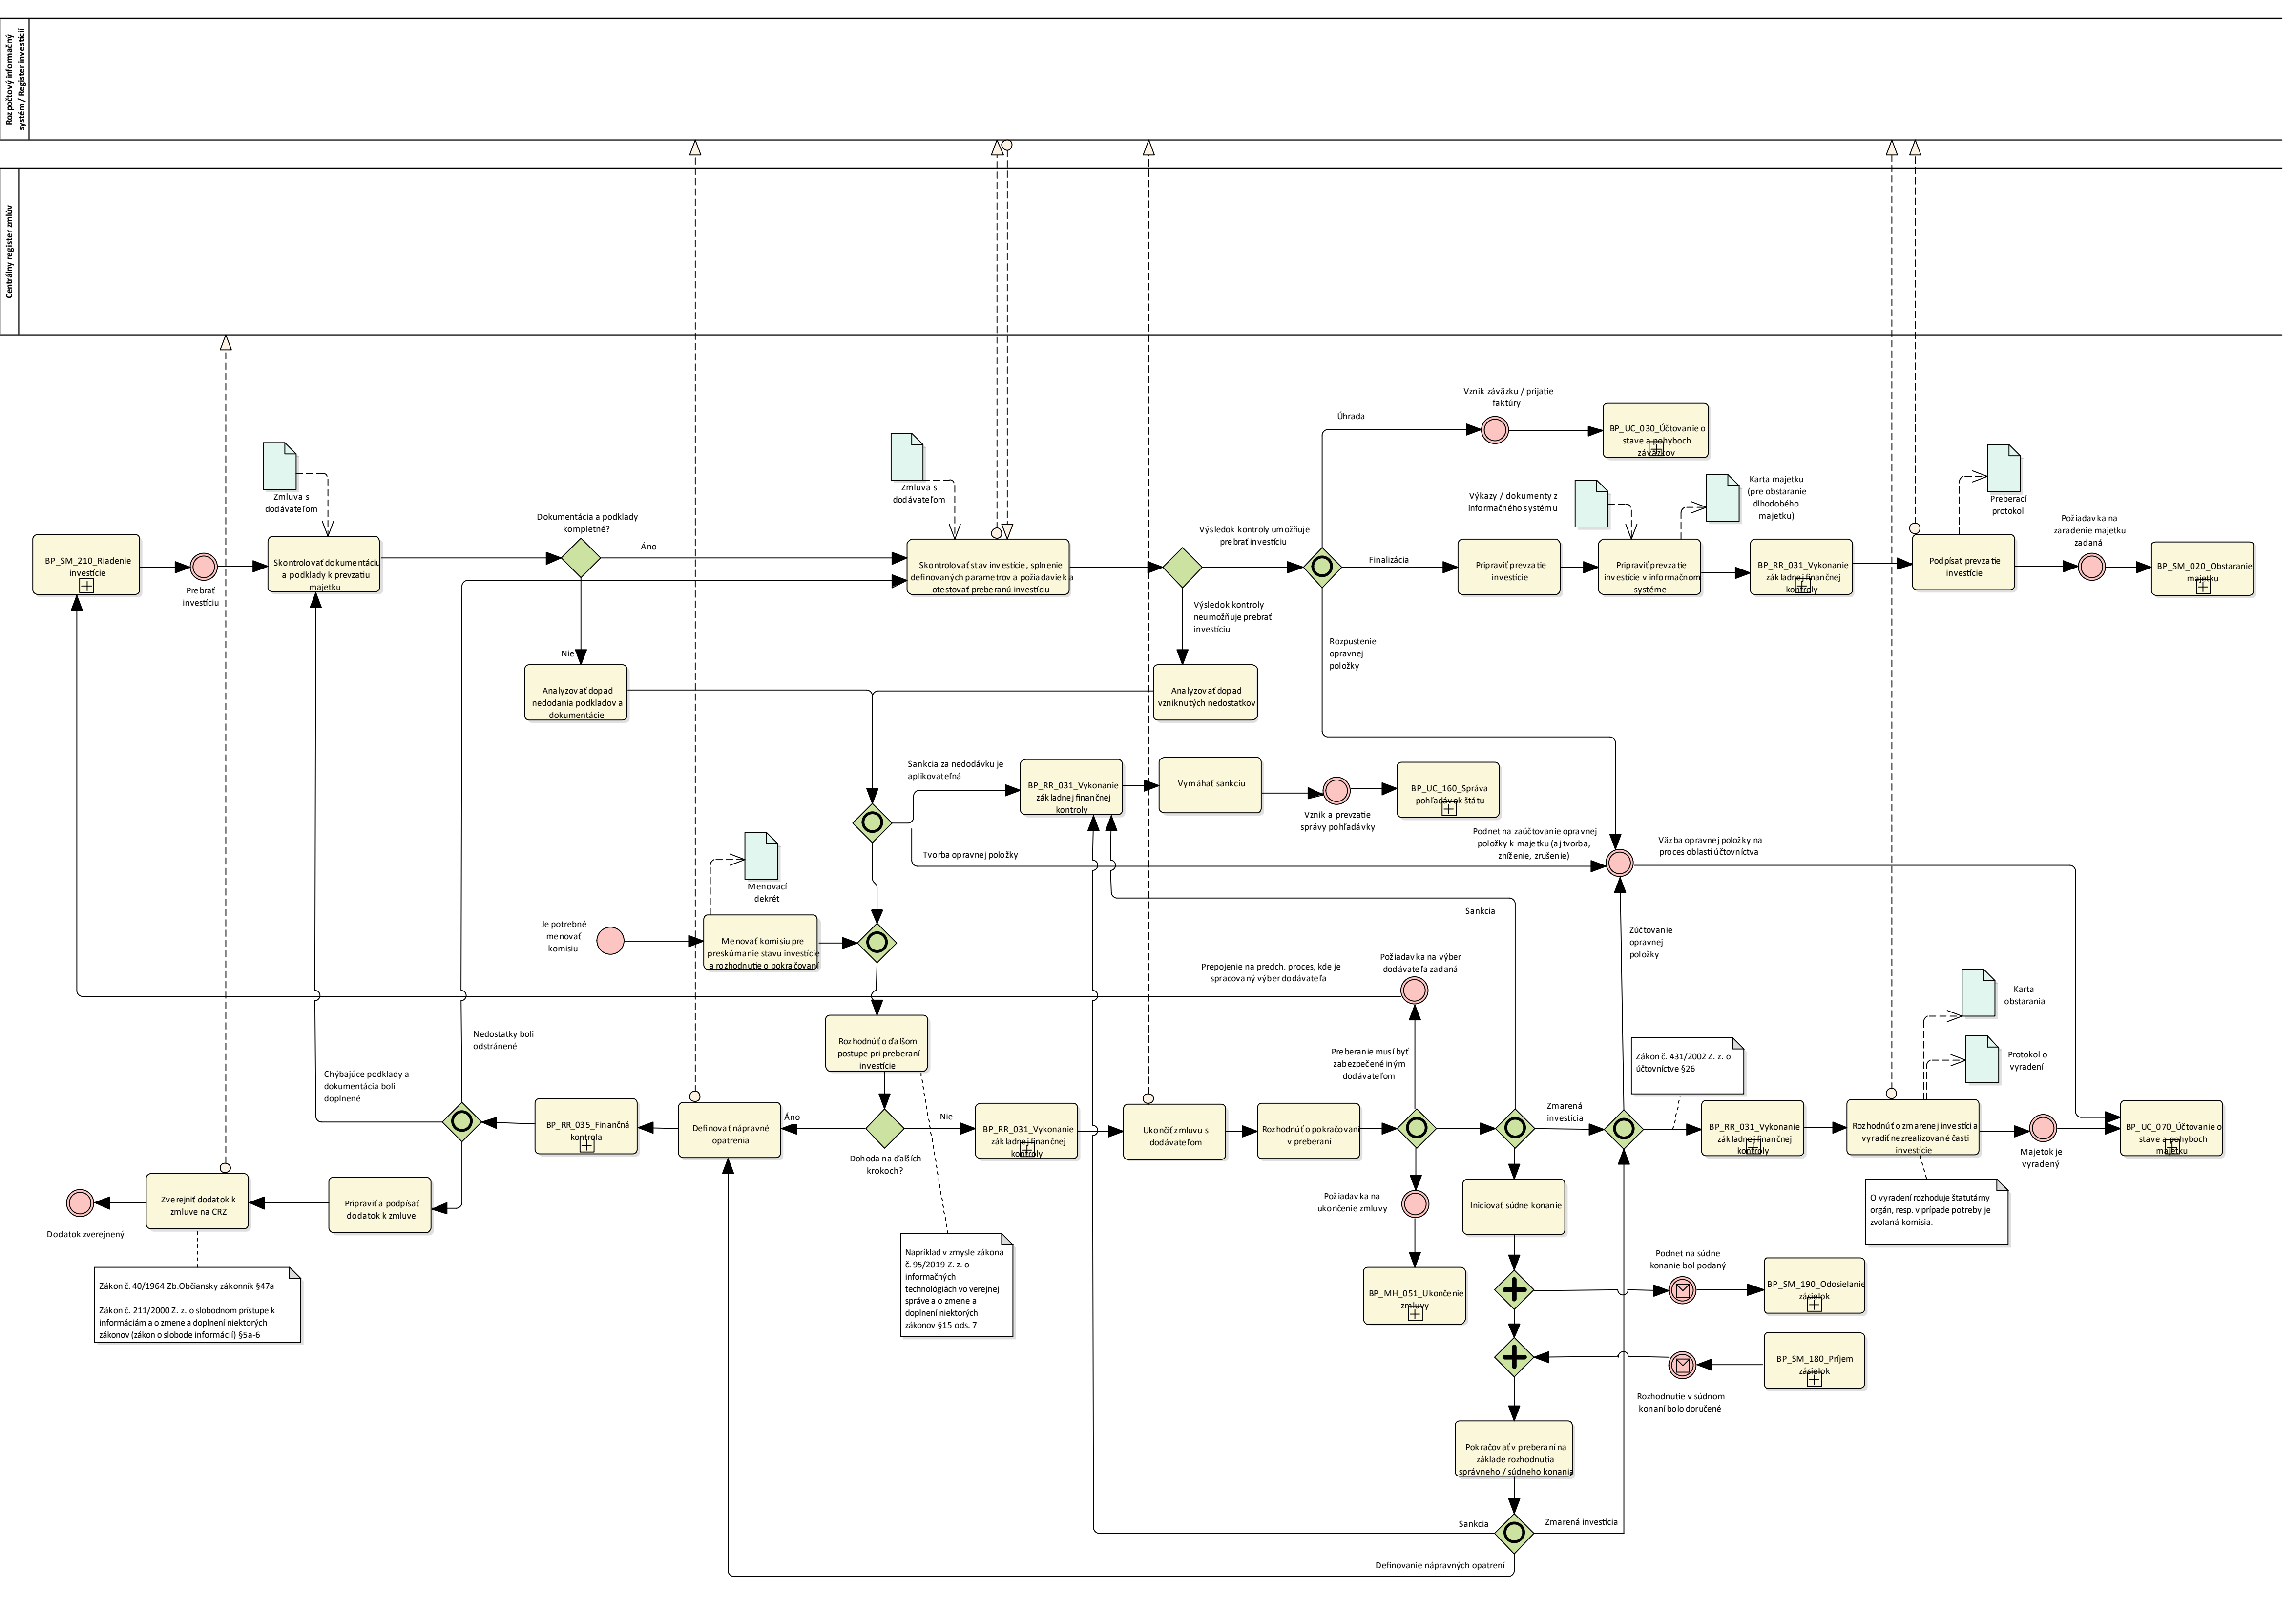 Rozpočtový informačný
systém / Register investícií
Centrálny register zmlúv
Vznik záväzku / prijatie
faktúry
Úhrada
BP_UC_030_Účtovanie o
stave a pohyboch
záväzkov
Zmluva s
dodávateľom
Zmluva s
dodávateľom
Výkazy / dokumenty z
informačného systému
Karta majetku
(pre obstaranie
dlhodobého
majetku)
Preberací
protokol
Dokumentácia a podklady
kompletné?
Áno
Výsledok kontroly umožňuje
prebrať investíciu
Požiadavka na
zaradenie majetku
zadaná
BP_SM_210_Riadenie
investície
Prebrať
investíciu
Skontrolovať dokumentáciu
a podklady k prevzatiu
majetku
Skontrolovať stav investície, splnenie
definovaných parametrov a požiadaviek a
otestovať preberanú investíciu
Finalizácia
Pripraviť prevzatie
investície
Pripraviť prevzatie
investície v informačnom
systéme
BP_RR_031_Vykonanie
základnej finančnej
kontroly
Podpísať prevzatie
investície
BP_SM_020_Obstaranie
majetku
Výsledok kontroly
neumožňuje prebrať
investíciu
Rozpustenie
opravnej
položky
Nie
Analyzovať dopad
nedodania podkladov a
dokumentácie
Analyzovať dopad
vzniknutých nedostatkov
Sankcia za nedodávku je
aplikovateľná
BP_RR_031_Vykonanie
základnej finančnej
kontroly
Vymáhať sankciu
Vznik a prevzatie
správy pohľadávky
BP_UC_160_Správa
pohľadávok štátu
Tvorba opravnej položky
Podnet na zaúčtovanie opravnej
položky k majetku (aj tvorba,
zníženie, zrušenie)
Väzba opravnej položky na
proces oblasti účtovníctva
Menovací
dekrét
Sankcia
Je potrebné
menovať
komisiu
Menovať komisiu pre
preskúmanie stavu investície
a rozhodnutie o pokračovaní
Zúčtovanie
opravnej
položky
Prepojenie na predch. proces, kde je
spracovaný výber dodávateľa
Požiadavka na výber
dodávateľa zadaná
Karta
obstarania
Nedostatky boli
odstránené
Rozhodnúť o ďalšom
postupe pri preberaní
investície
Preberanie musí byť
zabezpečené iným
dodávateľom
Zákon č. 431/2002 Z. z. o
účtovníctve §26
Protokol o
vyradení
Chýbajúce podklady a
dokumentácia boli
doplnené
BP_RR_035_Finančná
kontrola
Definovať nápravné
opatrenia
Áno
Nie
Dohoda na ďalších
krokoch?
BP_RR_031_Vykonanie
základnej finančnej
kontroly
Ukončiť zmluvu s
dodávateľom
Rozhodnúť o pokračovaní
v preberaní
Zmarená
investícia
BP_RR_031_Vykonanie
základnej finančnej
kontroly
Rozhodnúť o zmarenej investíci a
vyradiť nezrealizované časti
investície
Majetok je
vyradený
BP_UC_070_Účtovanie o
stave a pohyboch
majetku
Dodatok zverejnený
Zverejniť dodatok k
zmluve na CRZ
Pripraviť a podpísať
dodatok k zmluve
Požiadavka na
ukončenie zmluvy
Iniciovať súdne konanie
O vyradení rozhoduje štatutárny
orgán, resp. v prípade potreby je
zvolaná komisia.
Zákon č. 40/1964 Zb.Občiansky zákonník §47a
Zákon č. 211/2000 Z. z. o slobodnom prístupe k
informáciám a o zmene a doplnení niektorých
zákonov (zákon o slobode informácií) §5a-6
Napríklad v zmysle zákona
č. 95/2019 Z. z. o
informačných
technológiách vo verejnej
správe a o zmene a
doplnení niektorých
zákonov §15 ods. 7
BP_MH_051_Ukončenie
zmluvy
Podnet na súdne
konanie bol podaný
BP_SM_190_Odosielanie
zásielok
BP_SM_180_Príjem
zásielok
Rozhodnutie v súdnom
konaní bolo doručené
Pokračovať v preberaní na
základe rozhodnutia
správneho / súdneho konania
Sankcia
Zmarená investícia
Definovanie nápravných opatrení